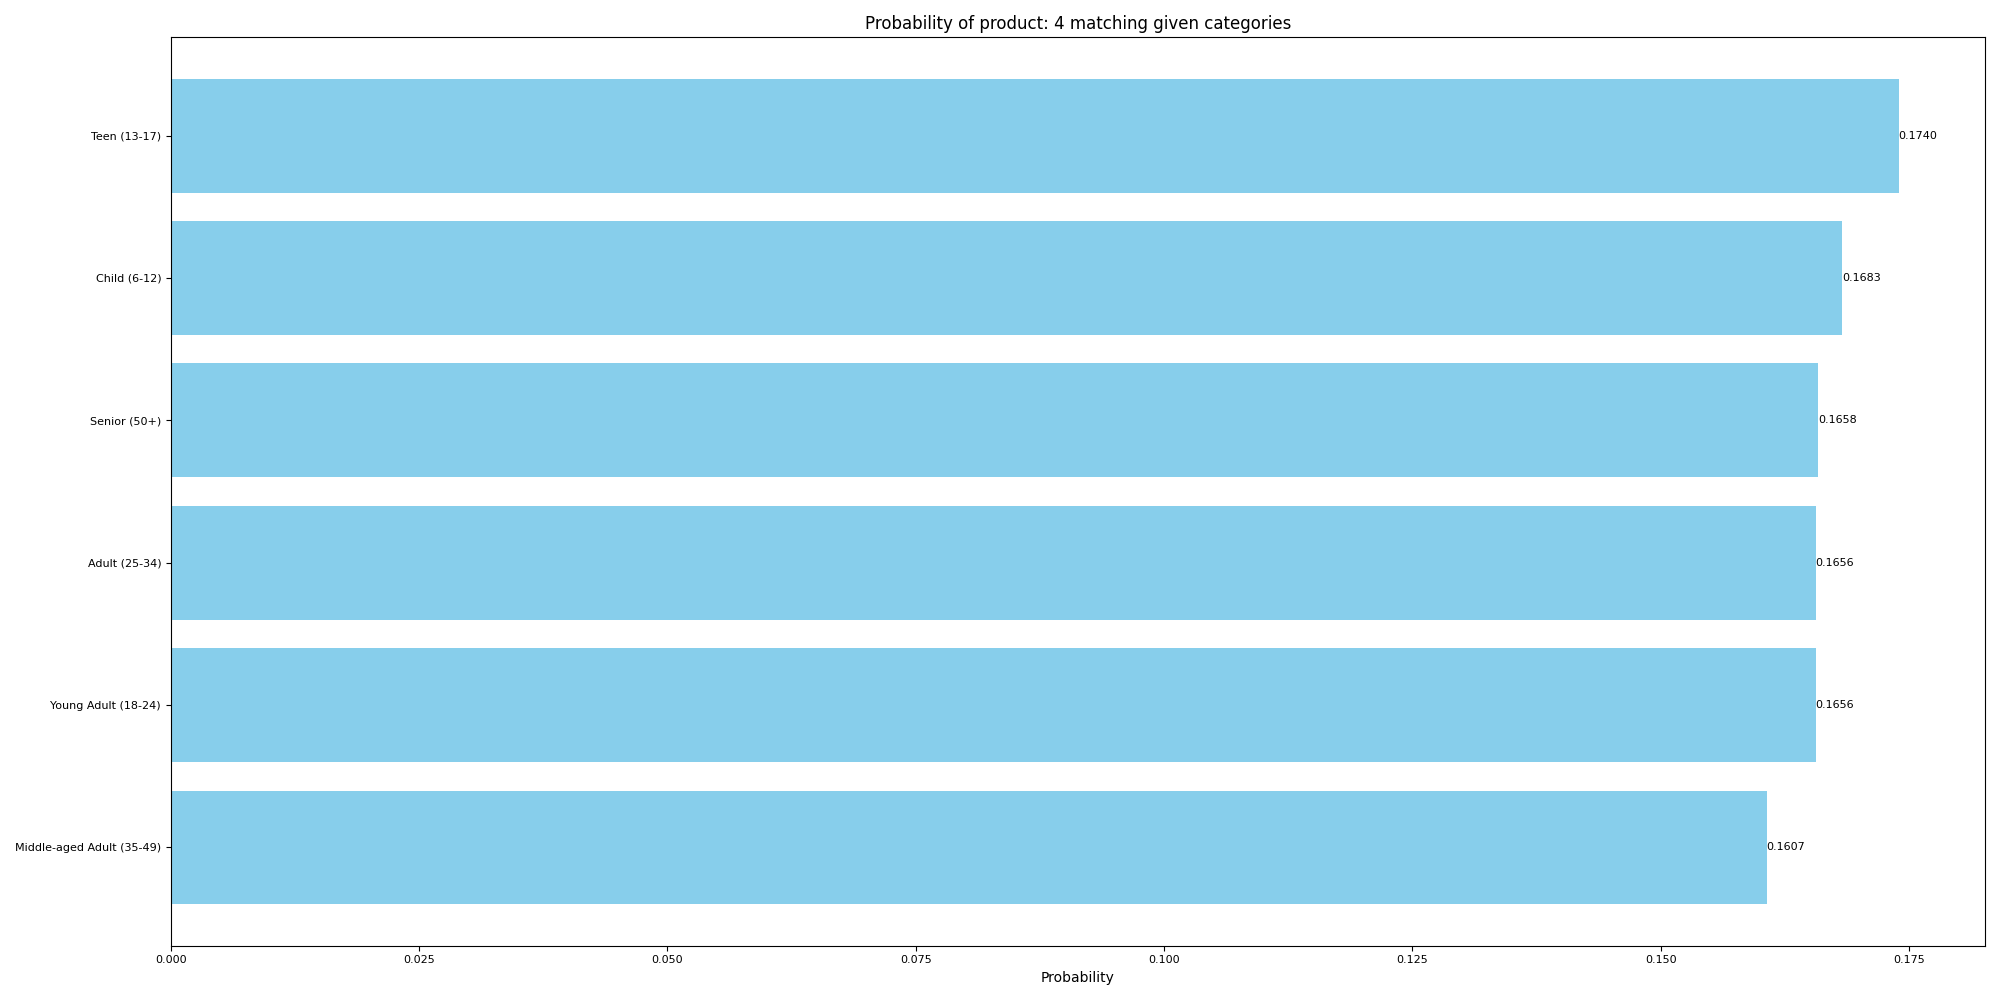 Probability of product: 4 matching given categories
Teen (13-17)
0.1740
Child (6-12)
0.1683
Senior (50+)
0.1658
Adult (25-34)
0.1656
Young Adult (18-24)
0.1656
Middle-aged Adult (35-49)
0.1607
0.000 0.025 0.050 0.075 0.100 0.125 0.150 0.175
Probability